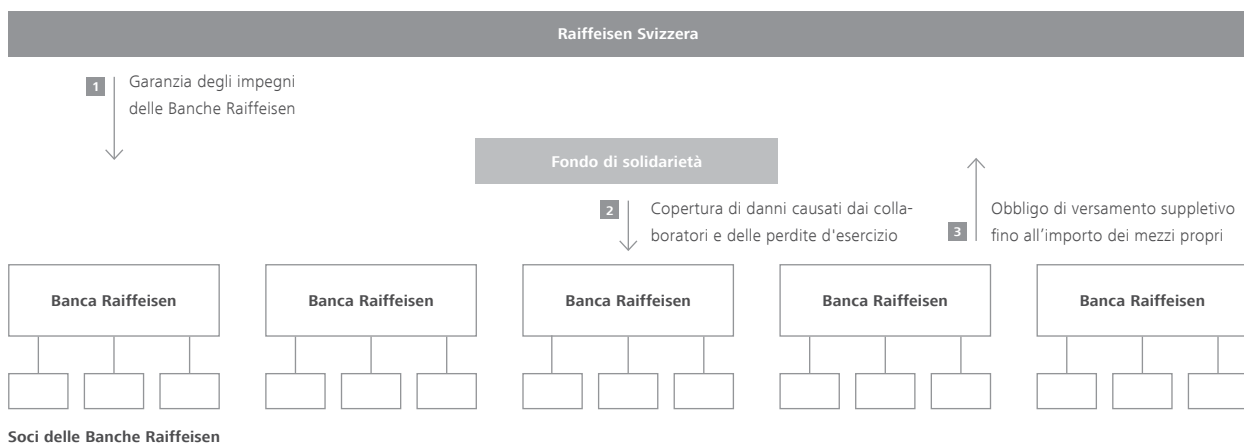 Raiffeisen Svizzera
1
Garanzia degli impegni
delle Banche Raiffeisen
Fondo di solidarietà
2
Copertura di danni causati dai colla-
boratori e delle perdite d'esercizio
3
Obbligo di versamento suppletivo
fino all’importo dei mezzi propri
Banca Raiffeisen
Banca Raiffeisen
Banca Raiffeisen
Banca Raiffeisen
Banca Raiffeisen
Soci delle Banche Raiffeisen